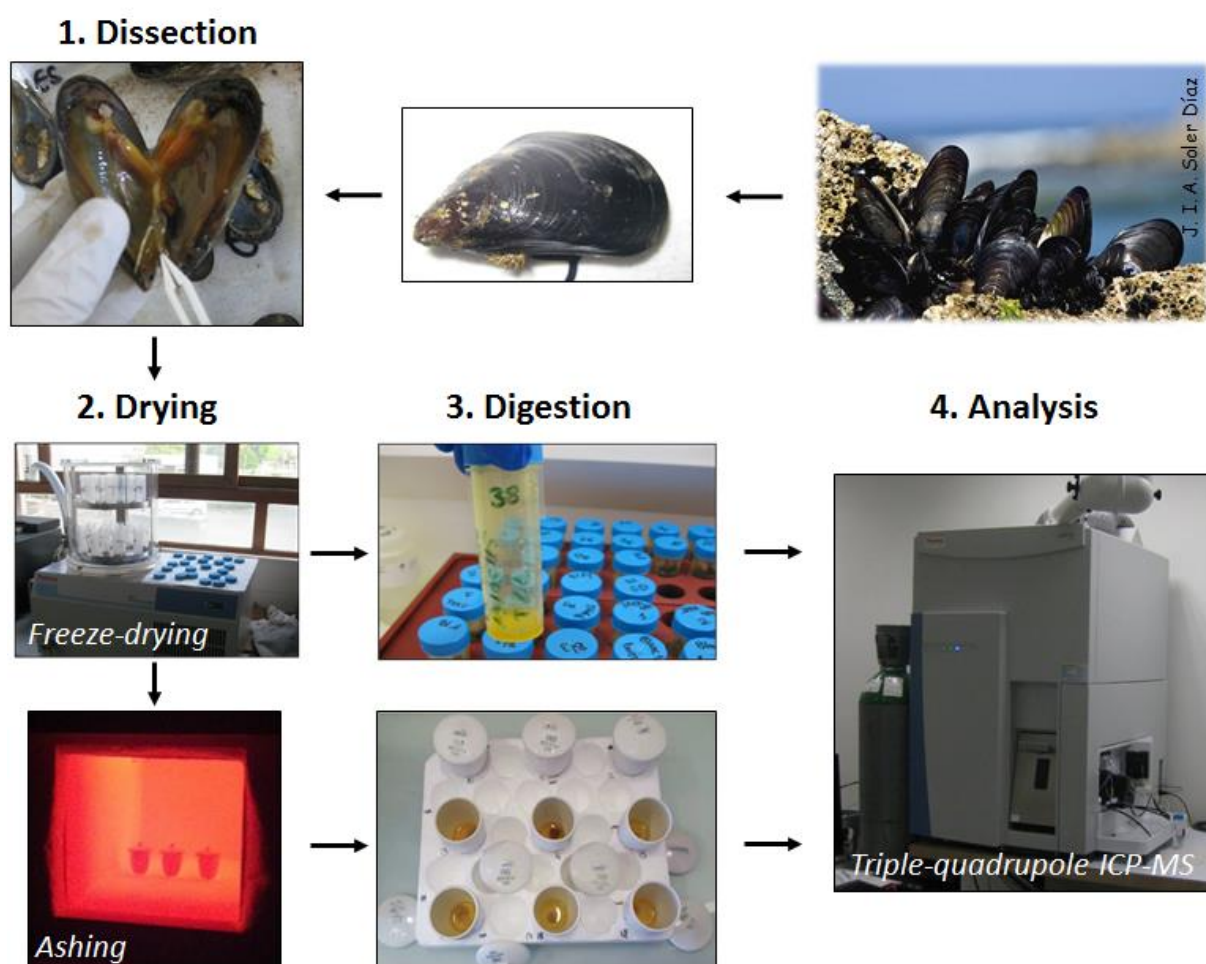 1. Dissection
J. I. A. Soler Díaz
2. Drying
3. Digestion
4. Analysis
38
Freeze-drying
Triple-quadrupole ICP-MS
Ashing